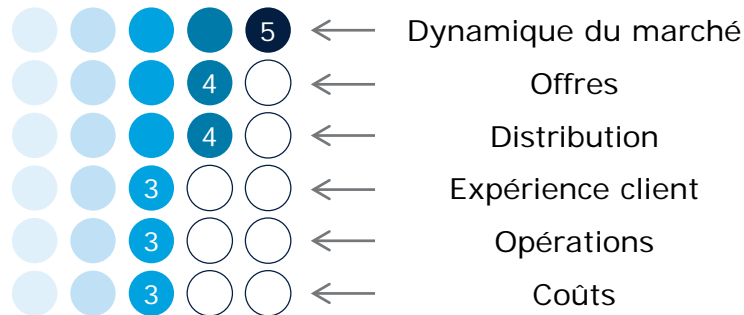 5 Dynamique du marché
4 Offres
4 Distribution
3 Expérience client
3 Opérations
3 Coûts